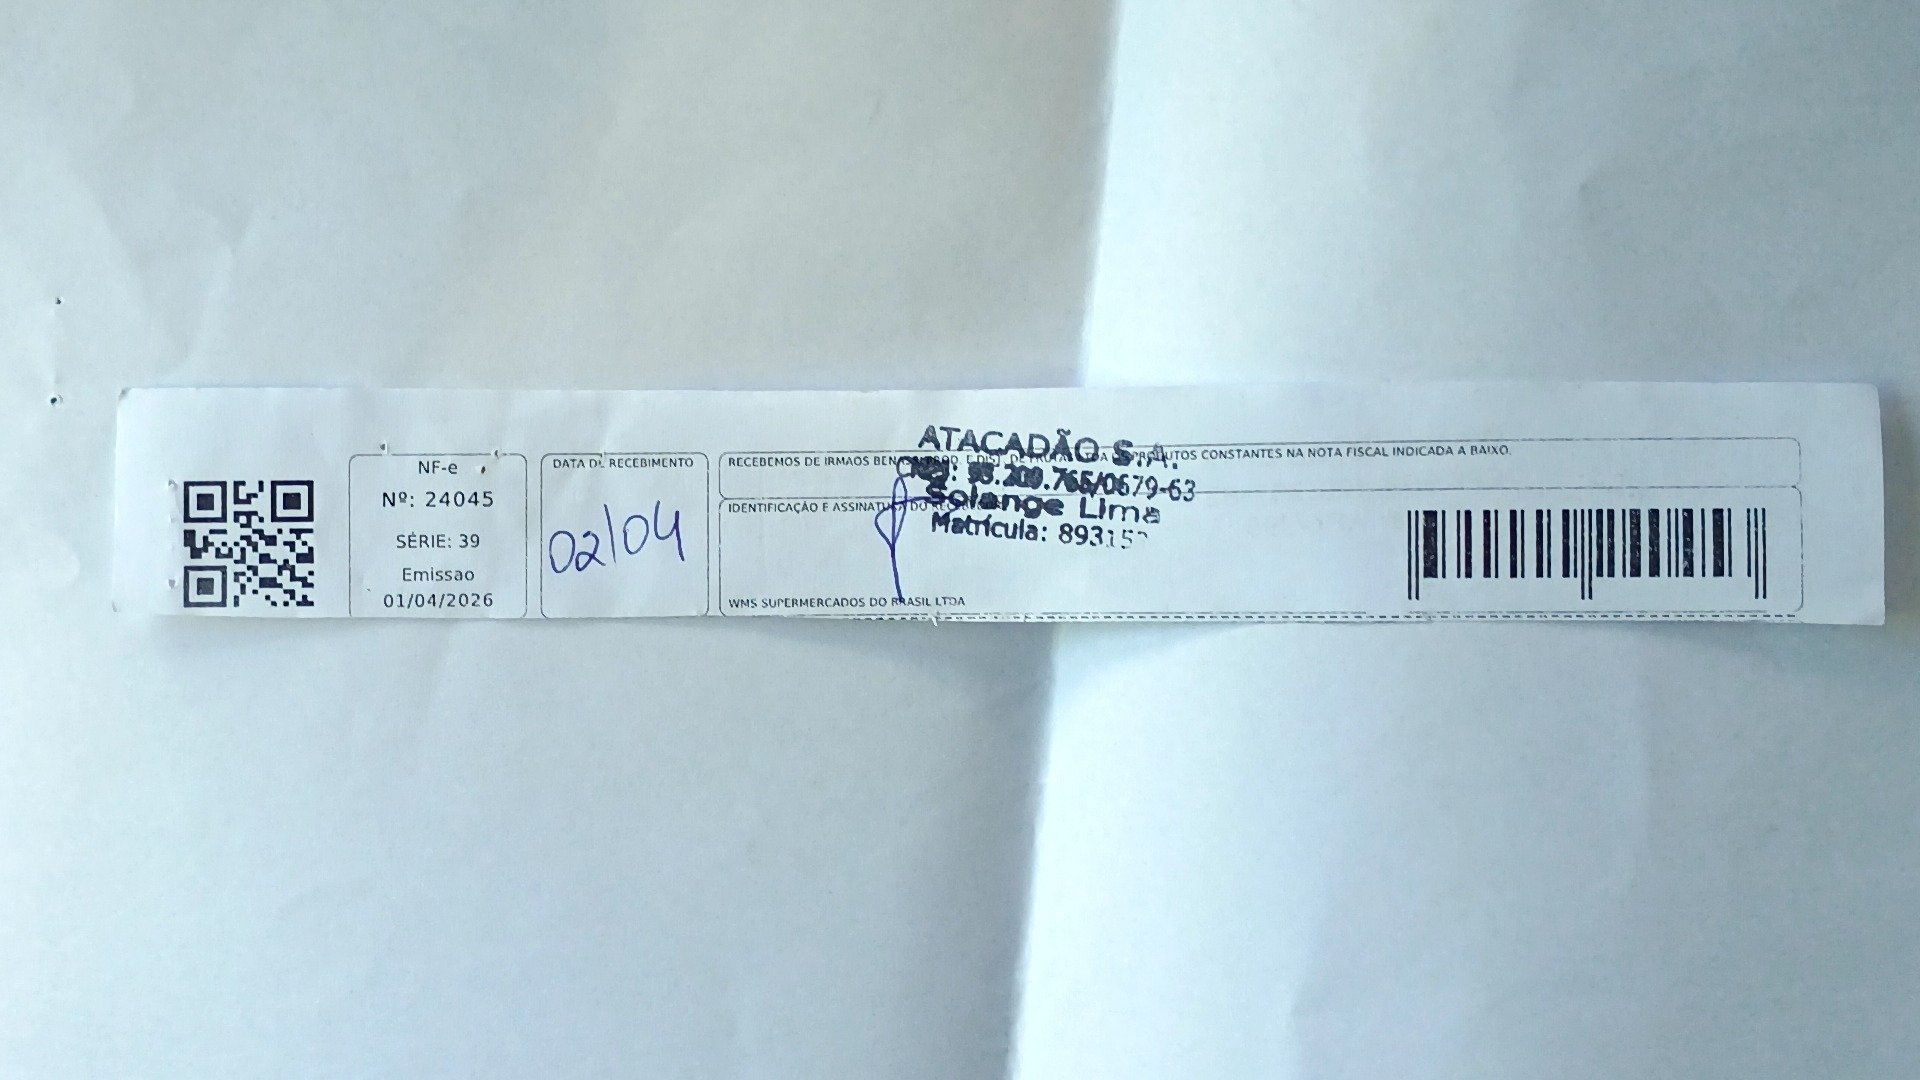 NF-e
Nº: 24045
SÉRIE: 39
Emissao
01/04/2026
DATA DE RECEBIMENTO
02/04
RECEBEMOS DE IRMAOS CONSTANTES NA NOTA FISCAL INDICADA A BAIXO.
IDENTIFICAÇÃO E ASSINATURA DO
WMS SUPERMERCADOS DO BRASIL LTDA
ATACADÃO S.A.
Solange Lima
Matrícula: